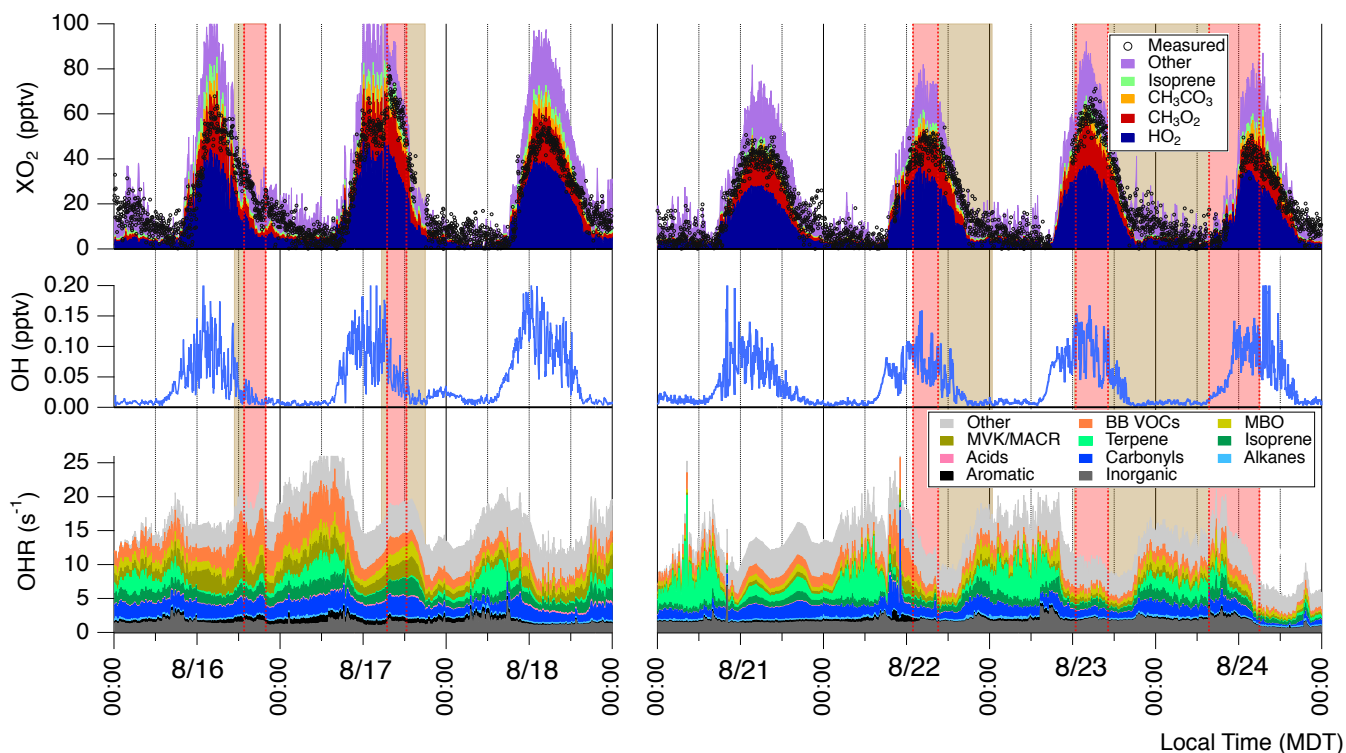 100
80
60
40
20
0
XO₂ (pptv)
Measured
Other
Isoprene
CH₃CO₃
CH₃O₂
HO₂
0.20
0.15
0.10
0.05
0.00
OH (pptv)
Other BB VOCs MBO
MVK/MACR Terpene Isoprene
Acids Carbonyls Alkanes
Aromatic Inorganic
25
20
15
10
5
0
OHR (s⁻¹)
8/16 8/17 8/18 8/21 8/22 8/23 8/24
00:00 00:00 00:00 00:00 00:00 00:00 00:00 00:00 00:00
Local Time (MDT)